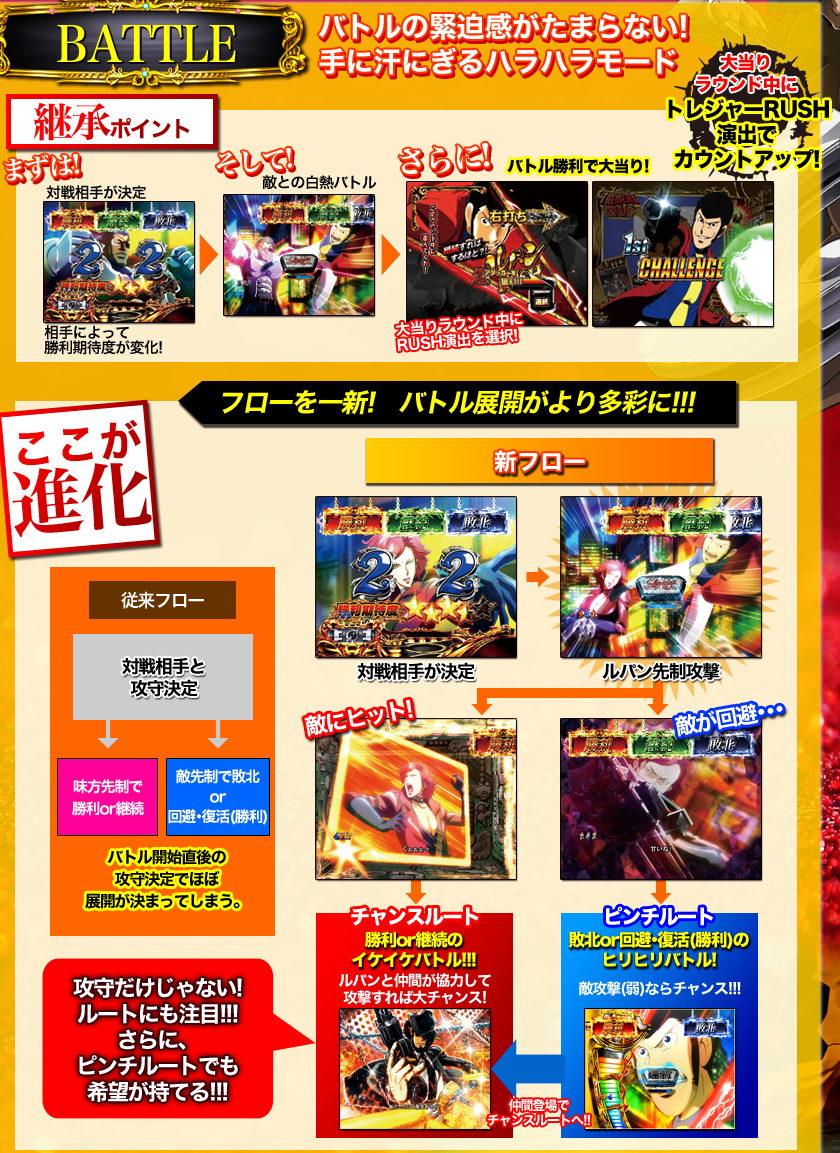 BATTLE
バトルの緊迫感がたまらない!
手に汗にぎるハラハラモード
大当り
ラウンド中に
トレジャーRUSH
演出で
カウントアップ!
継承ポイント
まずは!
対戦相手が決定
勝利 継続 敗北
2 2
勝利期待度
相手によって
勝利期待度が変化!
そして!
敵との白熱バトル
勝利 継続 敗北
さらに!
バトル勝利で大当り!
右打ち
選択
大当りラウンド中に
RUSH演出を選択!
1st
CHALLENGE
フローを一新! バトル展開がより多彩に!!!
ここが
進化
従来フロー
対戦相手と
攻守決定
味方先制で
勝利or継続
敵先制で敗北
or
回避・復活(勝利)
バトル開始直後の
攻守決定でほぼ
展開が決まってしまう。
新フロー
勝利 継続 敗北
2 2
勝利期待度
対戦相手が決定
勝利 継続 敗北
ルパン先制攻撃
敵にヒット!
勝利
敵が回避・・・
勝利 継続 敗北
甘いね!
チャンスルート
勝利or継続の
イケイケバトル!!!
ルパンと仲間が協力して
攻撃すれば大チャンス!
ピンチルート
敗北or回避・復活(勝利)の
ヒリヒリバトル!
敵攻撃(弱)ならチャンス!!!
勝利 敗北
仲間登場で
チャンスルートへ!!
攻守だけじゃない!
ルートにも注目!!!
さらに、
ピンチルートでも
希望が持てる!!!